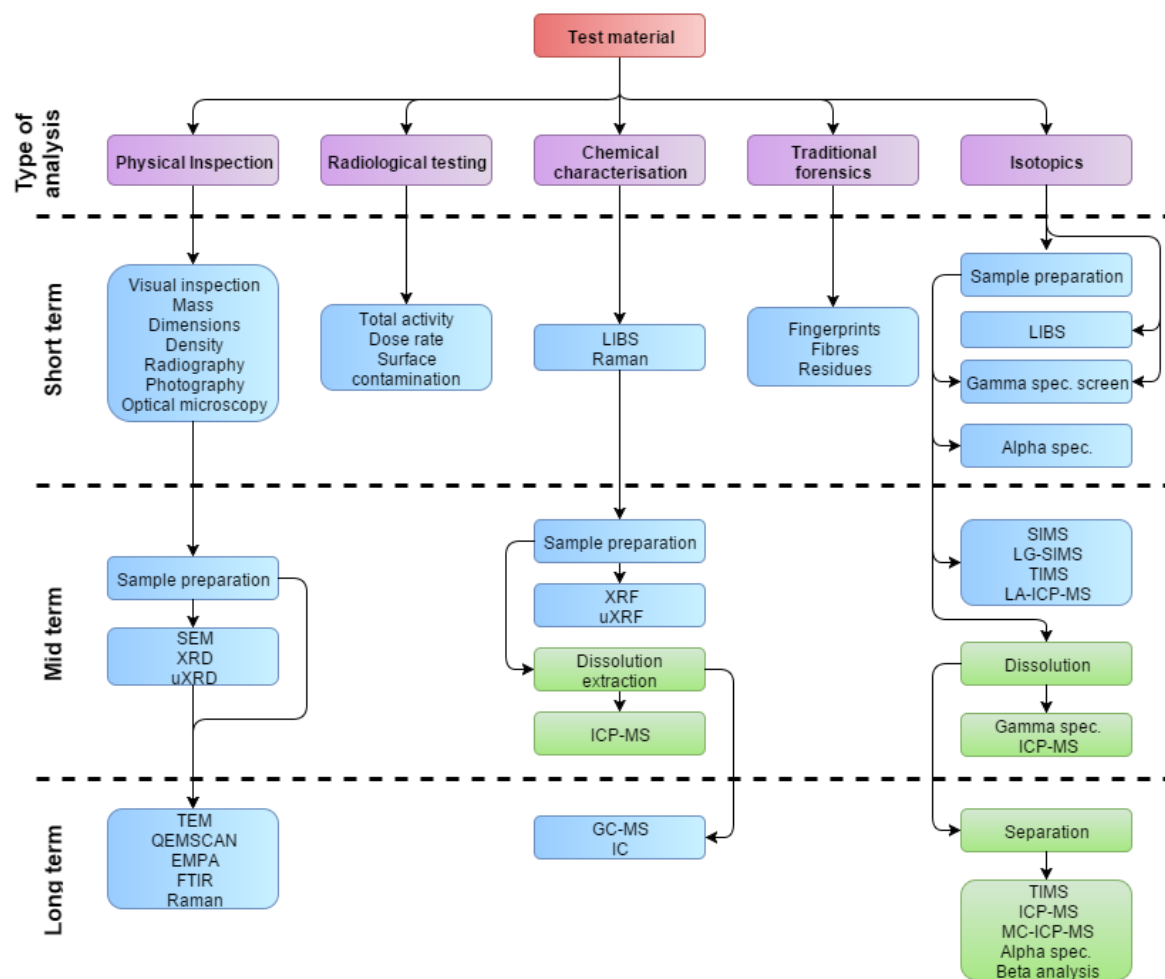 Test material
Type of
analysis
Physical Inspection
Radiological testing
Chemical
characterisation
Traditional
forensics
Isotopics
Short term
Visual inspection
Mass
Dimensions
Density
Radiography
Photography
Optical microscopy
Total activity
Dose rate
Surface
contamination
LIBS
Raman
Fingerprints
Fibres
Residues
Sample preparation
LIBS
Gamma spec. screen
Alpha spec.
Mid term
Sample preparation
SEM
XRD
uXRD
Sample preparation
XRF
uXRF
Dissolution
extraction
ICP-MS
SIMS
LG-SIMS
TIMS
LA-ICP-MS
Dissolution
Gamma spec.
ICP-MS
Long term
TEM
QEMSCAN
EMPA
FTIR
Raman
GC-MS
IC
Separation
TIMS
ICP-MS
MC-ICP-MS
Alpha spec.
Beta analysis